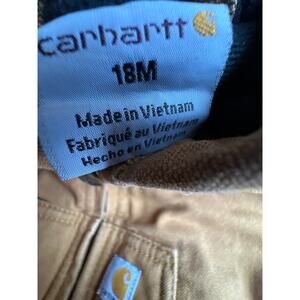 carhartt
18M
Made in Vietnam
Fabriqué au Vietnam
Hecho en Vietnam